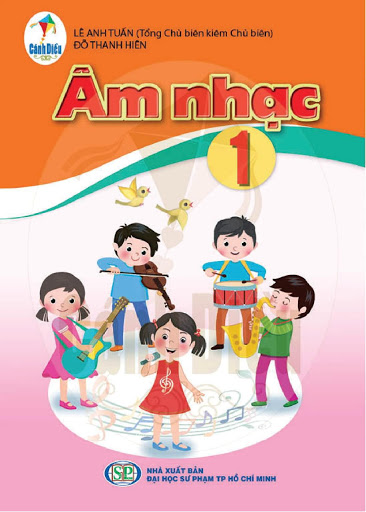 LÊ ANH TUẤN (Tổng Chủ biên kiêm Chủ biên)
ĐỖ THANH HIÊN
Cánh Diều
Âm nhạc
1
NHÀ XUẤT BẢN
ĐẠI HỌC SƯ PHẠM TP HỒ CHÍ MINH